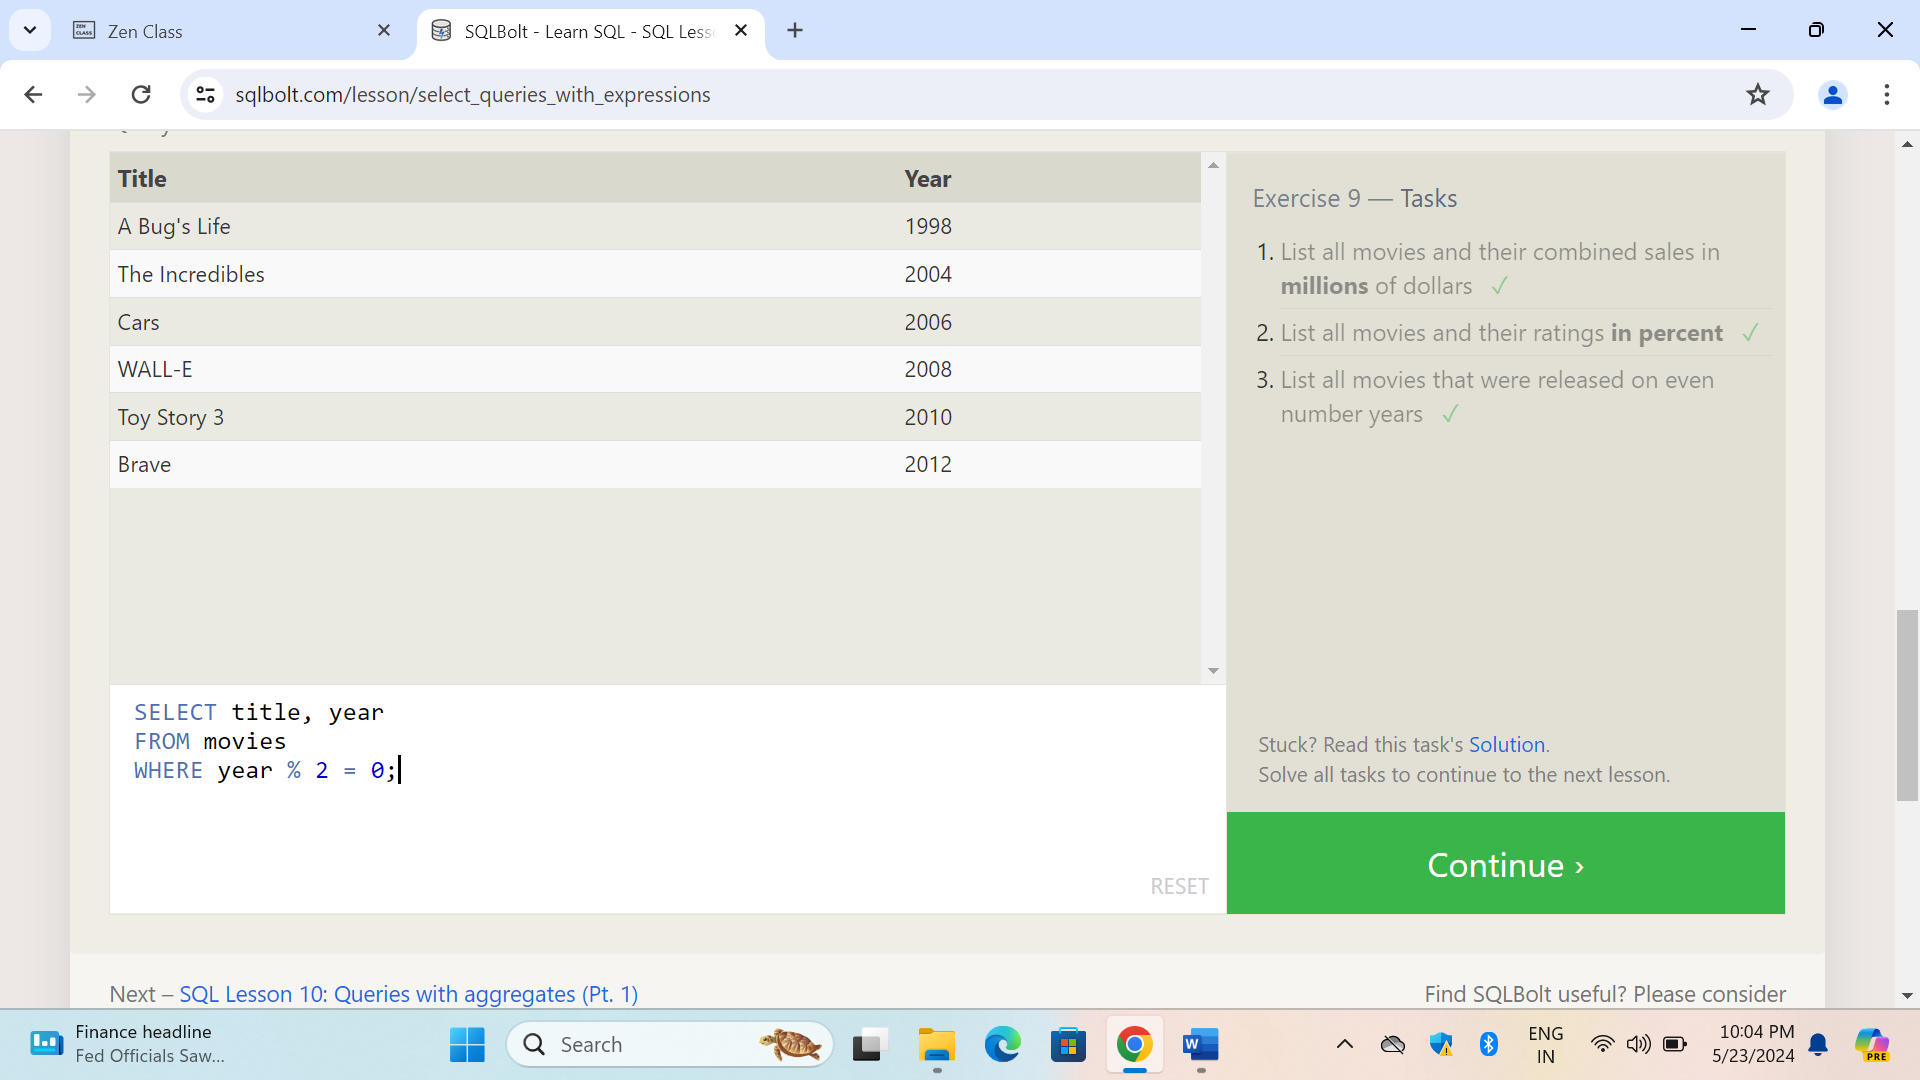 Zen Class
SQLBolt - Learn SQL - SQL Less
sqlbolt.com/lesson/select_queries_with_expressions
Title Year
A Bug's Life 1998
The Incredibles 2004
Cars 2006
WALL-E 2008
Toy Story 3 2010
Brave 2012
SELECT title, year
FROM movies
WHERE year % 2 = 0;
RESET
Exercise 9 — Tasks
1. List all movies and their combined sales in
millions of dollars ✓
2. List all movies and their ratings in percent ✓
3. List all movies that were released on even
number years ✓
Stuck? Read this task's Solution.
Solve all tasks to continue to the next lesson.
Continue ›
Next – SQL Lesson 10: Queries with aggregates (Pt. 1)
Find SQLBolt useful? Please consider
Finance headline
Fed Officials Saw...
Search
ENG
IN
10:04 PM
5/23/2024
PRE